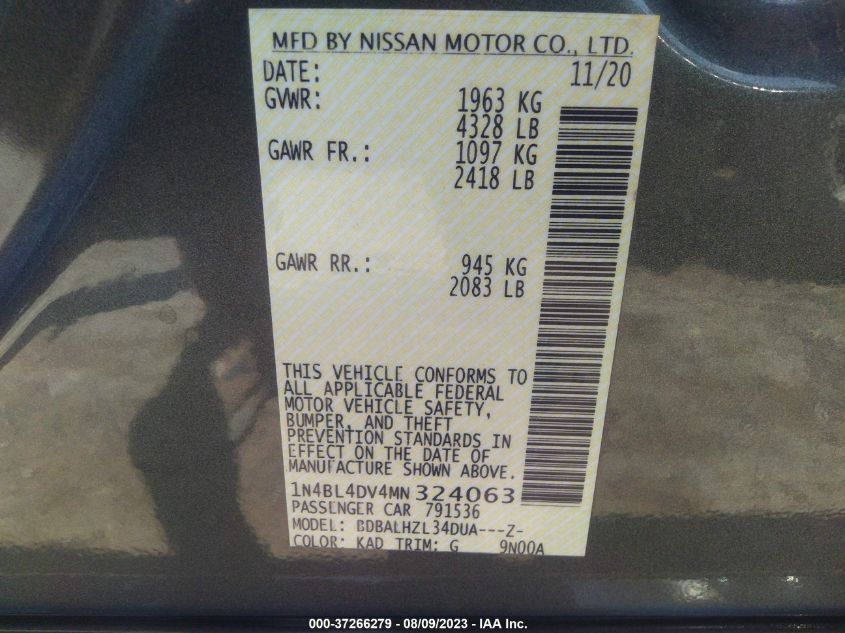 MFD BY NISSAN MOTOR CO., LTD.
DATE: 11/20
GVWR: 1963 KG
4328 LB
GAWR FR.: 1097 KG
2418 LB
GAWR RR.: 945 KG
2083 LB
THIS VEHICLE CONFORMS TO
ALL APPLICABLE FEDERAL
MOTOR VEHICLE SAFETY,
BUMPER, AND THEFT
PREVENTION STANDARDS IN
EFFECT ON THE DATE OF
MANUFACTURE SHOWN ABOVE.
1N4BL4DV4MN 324063
PASSENGER CAR 791536
MODEL: BDBALHZL34DUA---Z-
COLOR: KAD TRIM: G 9N00A
000-37266279 - 08/09/2023 - IAA Inc.